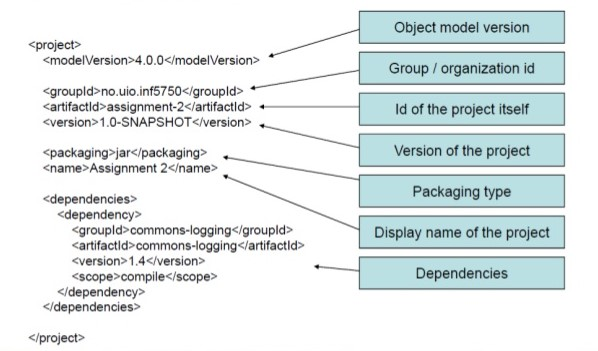 <project>
<modelVersion>4.0.0</modelVersion>
<groupId>no.uio.inf5750</groupId>
<artifactId>assignment-2</artifactId>
<version>1.0-SNAPSHOT</version>
<packaging>jar</packaging>
<name>Assignment 2</name>
<dependencies>
<dependency>
<groupId>commons-logging</groupId>
<artifactId>commons-logging</artifactId>
<version>1.4</version>
<scope>compile</scope>
</dependency>
</dependencies>
</project>
Object model version
Group / organization id
Id of the project itself
Version of the project
Packaging type
Display name of the project
Dependencies